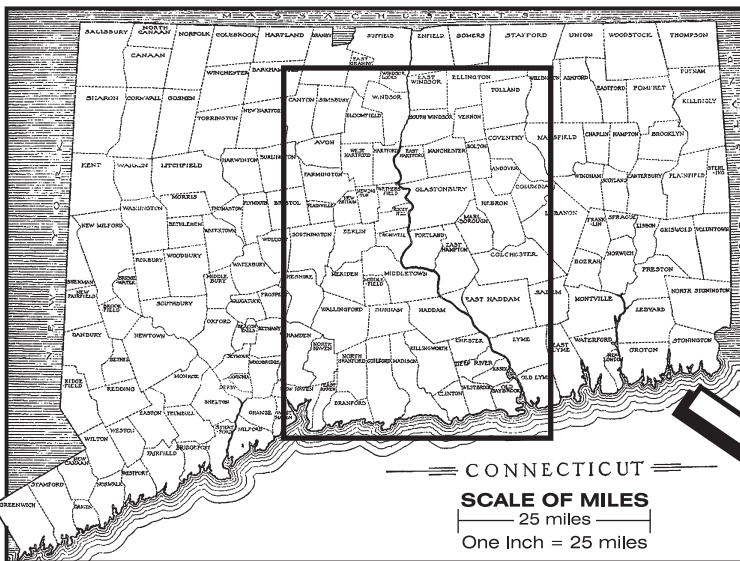 MASSACHUSETTS
SALISBURY NORTH CANAAN NORFOLK COLEBROOK HARTLAND GRANBY SUFFIELD ENFIELD SOMERS STAFFORD UNION WOODSTOCK THOMPSON
CANAAN EAST GRANBY WINDSOR LOCKS PUTNAM
WINCHESTER EAST WINDSOR ELLINGTON WILLINGTON ASHFORD EASTFORD POMFRET
SHARON CORNWALL GOSHEN CANTON SIMSBURY WINDSOR TOLLAND KILLINGLY
TORRINGTON NEW HARTFORD BLOOMFIELD SOUTH WINDSOR VERNON
AVON COVENTRY MANSFIELD CHAPLIN HAMPTON BROOKLYN
KENT WARREN LITCHFIELD HARWINTON BURLINGTON WEST HARTFORD HARTFORD EAST HARTFORD MANCHESTER BOLTON
FARMINGTON ANDOVER WINDHAM SCOTLAND CANTERBURY PLAINFIELD STERLING
MORRIS NEW BRITAIN GLASTONBURY COLUMBIA
WASHINGTON THOMASTON PLYMOUTH BRISTOL PLAINVILLE ROCKY HILL HEBRON LEBANON
NEW MILFORD BETHLEHEM WATERTOWN SOUTHINGTON BERLIN CROMWELL PORTLAND MARLBOROUGH FRANKLIN SPRAGUE LISBON GRISWOLD VOLUNTOWN
ROXBURY WOODBURY WOLCOTT EAST HAMPTON COLCHESTER BOZRAH NORWICH
SHERMAN NEW FAIRFIELD WATERBURY MIDDLEBURY CHESHIRE MERIDEN MIDDLEFIELD MIDDLETOWN PRESTON
SOUTHBURY NAUGATUCK EAST HADDAM SALEM MONTVILLE NORTH STONINGTON
OXFORD WALLINGFORD DURHAM HADDAM LEDYARD
DANBURY NEWTOWN BEACON FALLS BETHANY HAMDEN
BETHEL SEYMOUR WOODBRIDGE NORTH HAVEN KILLINGWORTH CHESTER LYME EAST LYME WATERFORD STONINGTON
RIDGEFIELD REDDING MONROE ANSONIA DERBY NORTH BRANFORD GUILFORD MADISON DEEP RIVER ESSEX NEW LONDON GROTON
SHELTON NEW HAVEN EAST HAVEN WESTBROOK OLD SAYBROOK OLD LYME
EASTON TRUMBULL ORANGE WEST HAVEN BRANFORD CLINTON
WESTON STRATFORD MILFORD
WILTON FAIRFIELD BRIDGEPORT
NEW CANAAN WESTPORT
STAMFORD NORWALK
GREENWICH DARIEN
CONNECTICUT
SCALE OF MILES
25 miles
One Inch = 25 miles